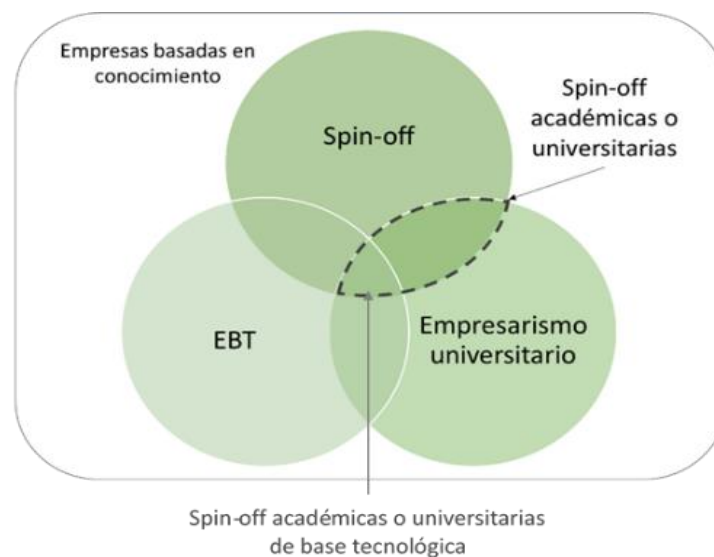 Empresas basadas en
conocimiento
Spin-off
Spin-off
académicas o
universitarias
EBT
Empresarismo
universitario
Spin-off académicas o universitarias
de base tecnológica